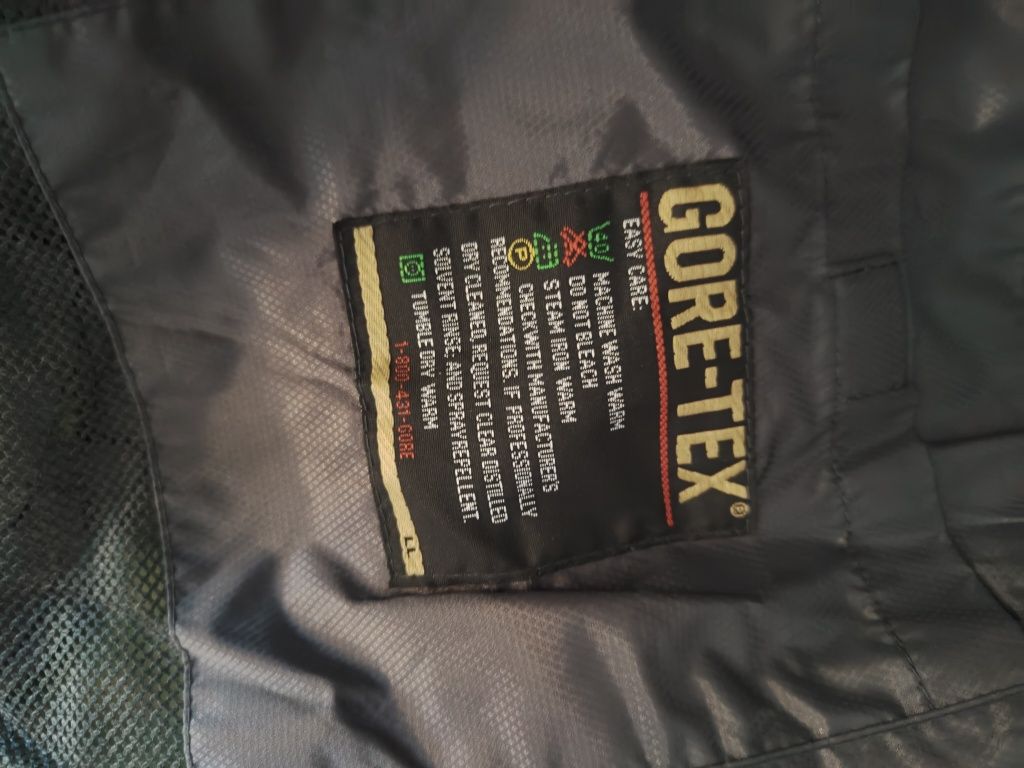 GORE-TEX®
EASY CARE:
MACHINE WASH WARM
DO NOT BLEACH
STEAM IRON WARM
P CHECK WITH MANUFACTURER'S
RECOMMENDATIONS. IF PROFESSIONALLY
DRY CLEANED, REQUEST CLEAR DISTILLED
SOLVENT RINSE AND SPRAY REPELLENT.
TUMBLE DRY WARM
1-800-431-GORE